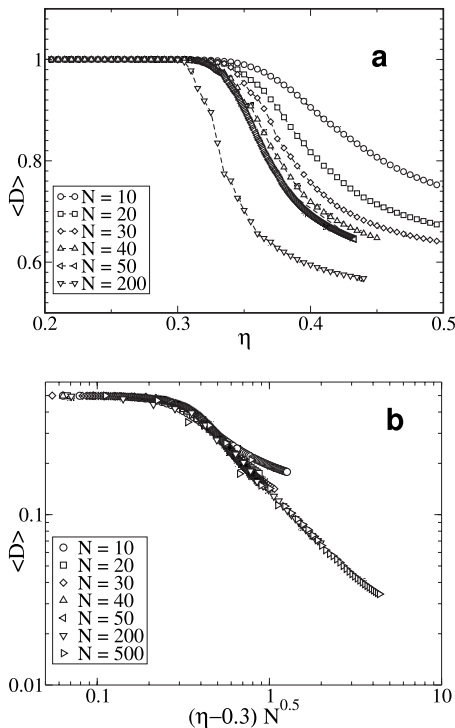 a
1
0.8
0.6
<D>
N = 10
N = 20
N = 30
N = 40
N = 50
N = 200
0.2 0.3 0.4 0.5
η
b
0.1
0.01
<D>
N = 10
N = 20
N = 30
N = 40
N = 50
N = 200
N = 500
0.1 1 10
(η−0.3) N^0.5